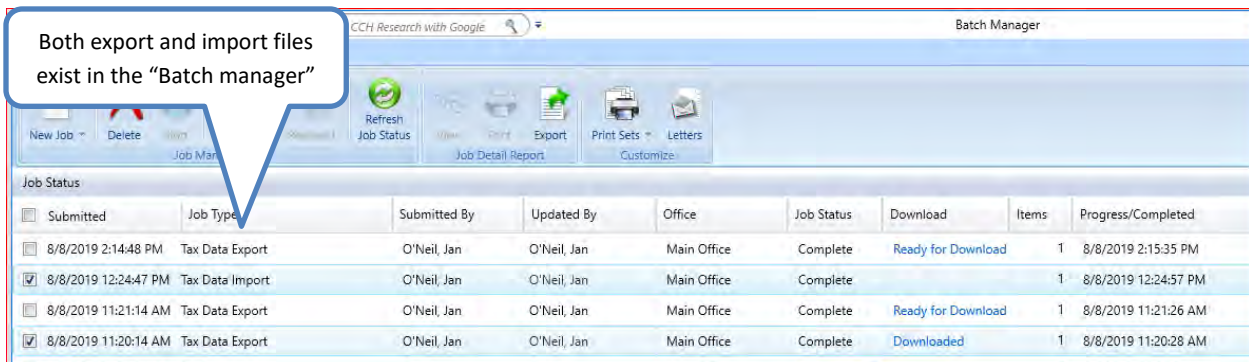 CCH Research with Google
Batch Manager
Both export and import files
exist in the “Batch manager”
New Job
Delete
Refresh
Job Status
View
Print
Export
Print Sets
Letters
Job Man
Job Detail Report
Customize
Job Status
Submitted Job Type Submitted By Updated By Office Job Status Download Items Progress/Completed
8/8/2019 2:14:48 PM Tax Data Export O'Neil, Jan O'Neil, Jan Main Office Complete Ready for Download 1 8/8/2019 2:15:35 PM
8/8/2019 12:24:47 PM Tax Data Import O'Neil, Jan O'Neil, Jan Main Office Complete 1 8/8/2019 12:24:57 PM
8/8/2019 11:21:14 AM Tax Data Export O'Neil, Jan O'Neil, Jan Main Office Complete Ready for Download 1 8/8/2019 11:21:26 AM
8/8/2019 11:20:14 AM Tax Data Export O'Neil, Jan O'Neil, Jan Main Office Complete Downloaded 1 8/8/2019 11:20:28 AM